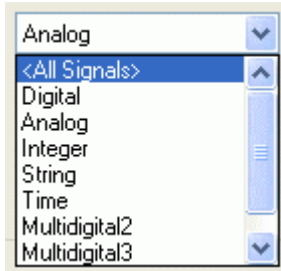 Analog
<All Signals>
Digital
Analog
Integer
String
Time
Multidigital2
Multidigital3